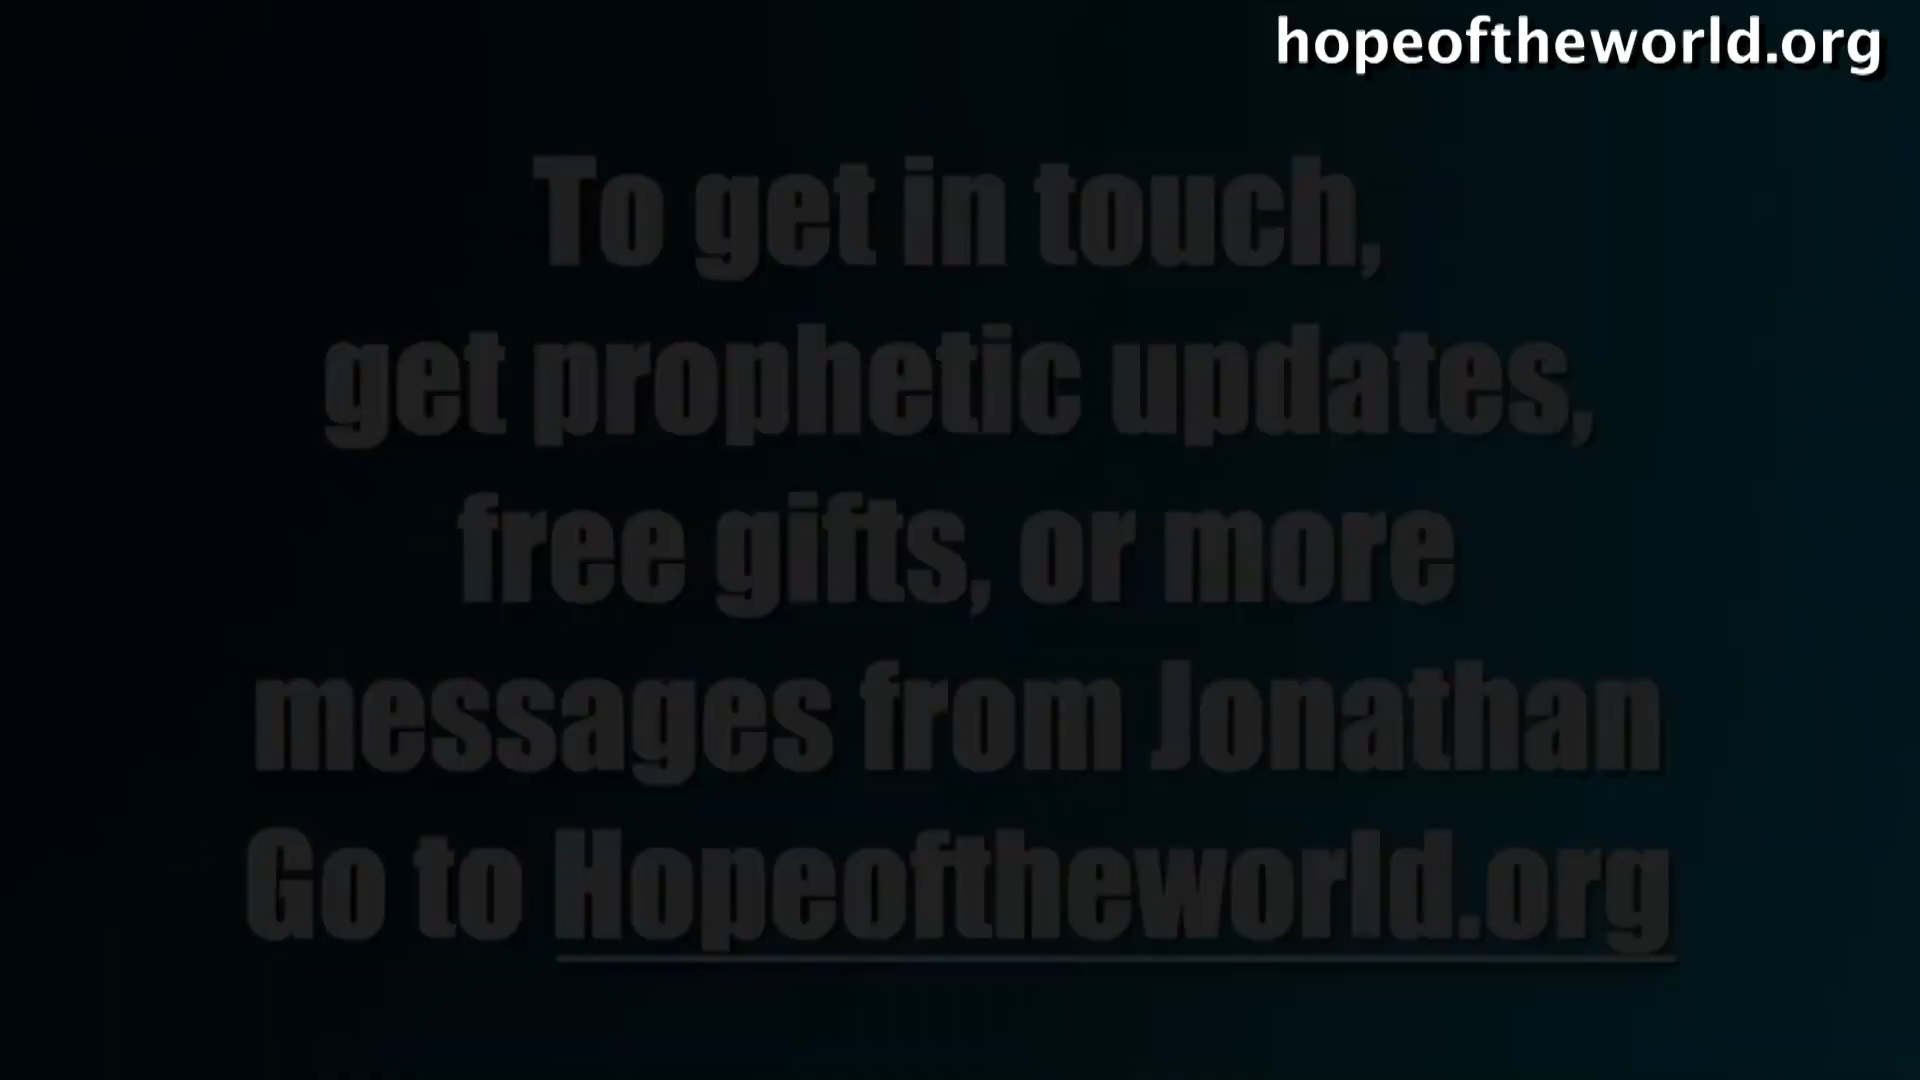 hopeoftheworld.org
To get in touch,
get prophetic updates,
free gifts, or more
messages from Jonathan
Go to Hopeoftheworld.org